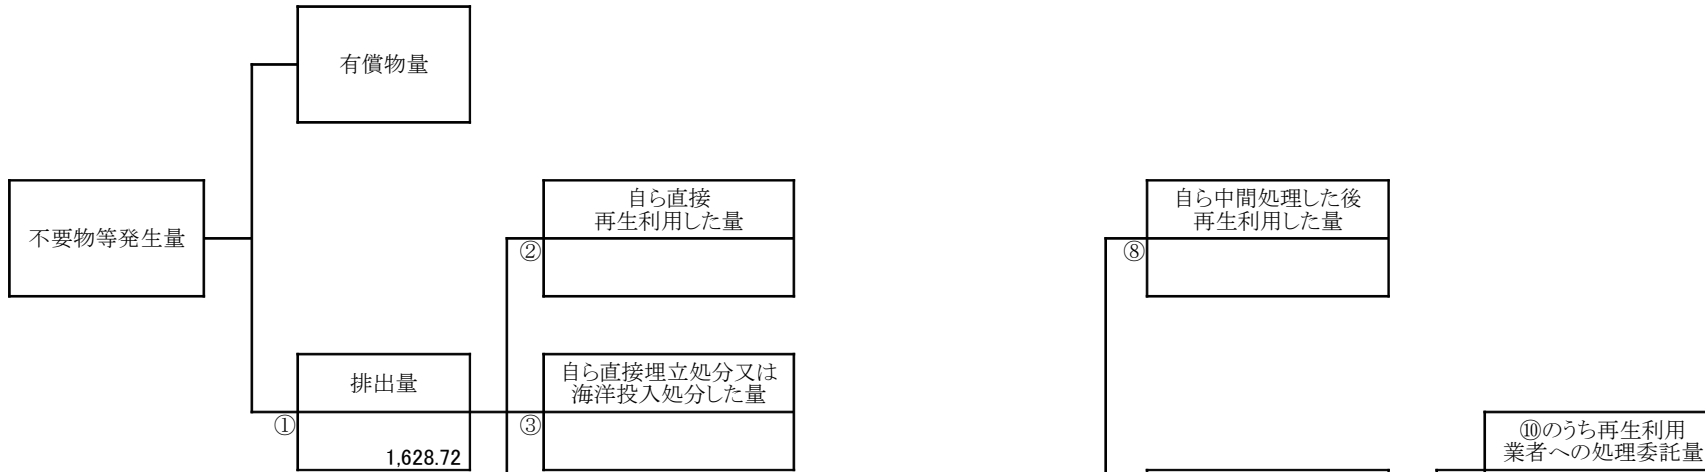 有償物量
不要物等発生量
自ら直接
再生利用した量
②
自ら中間処理した後
再生利用した量
⑧
排出量
①
1,628.72
自ら直接埋立処分又は
海洋投入処分した量
③
⑩のうち再生利用
業者への処理委託量